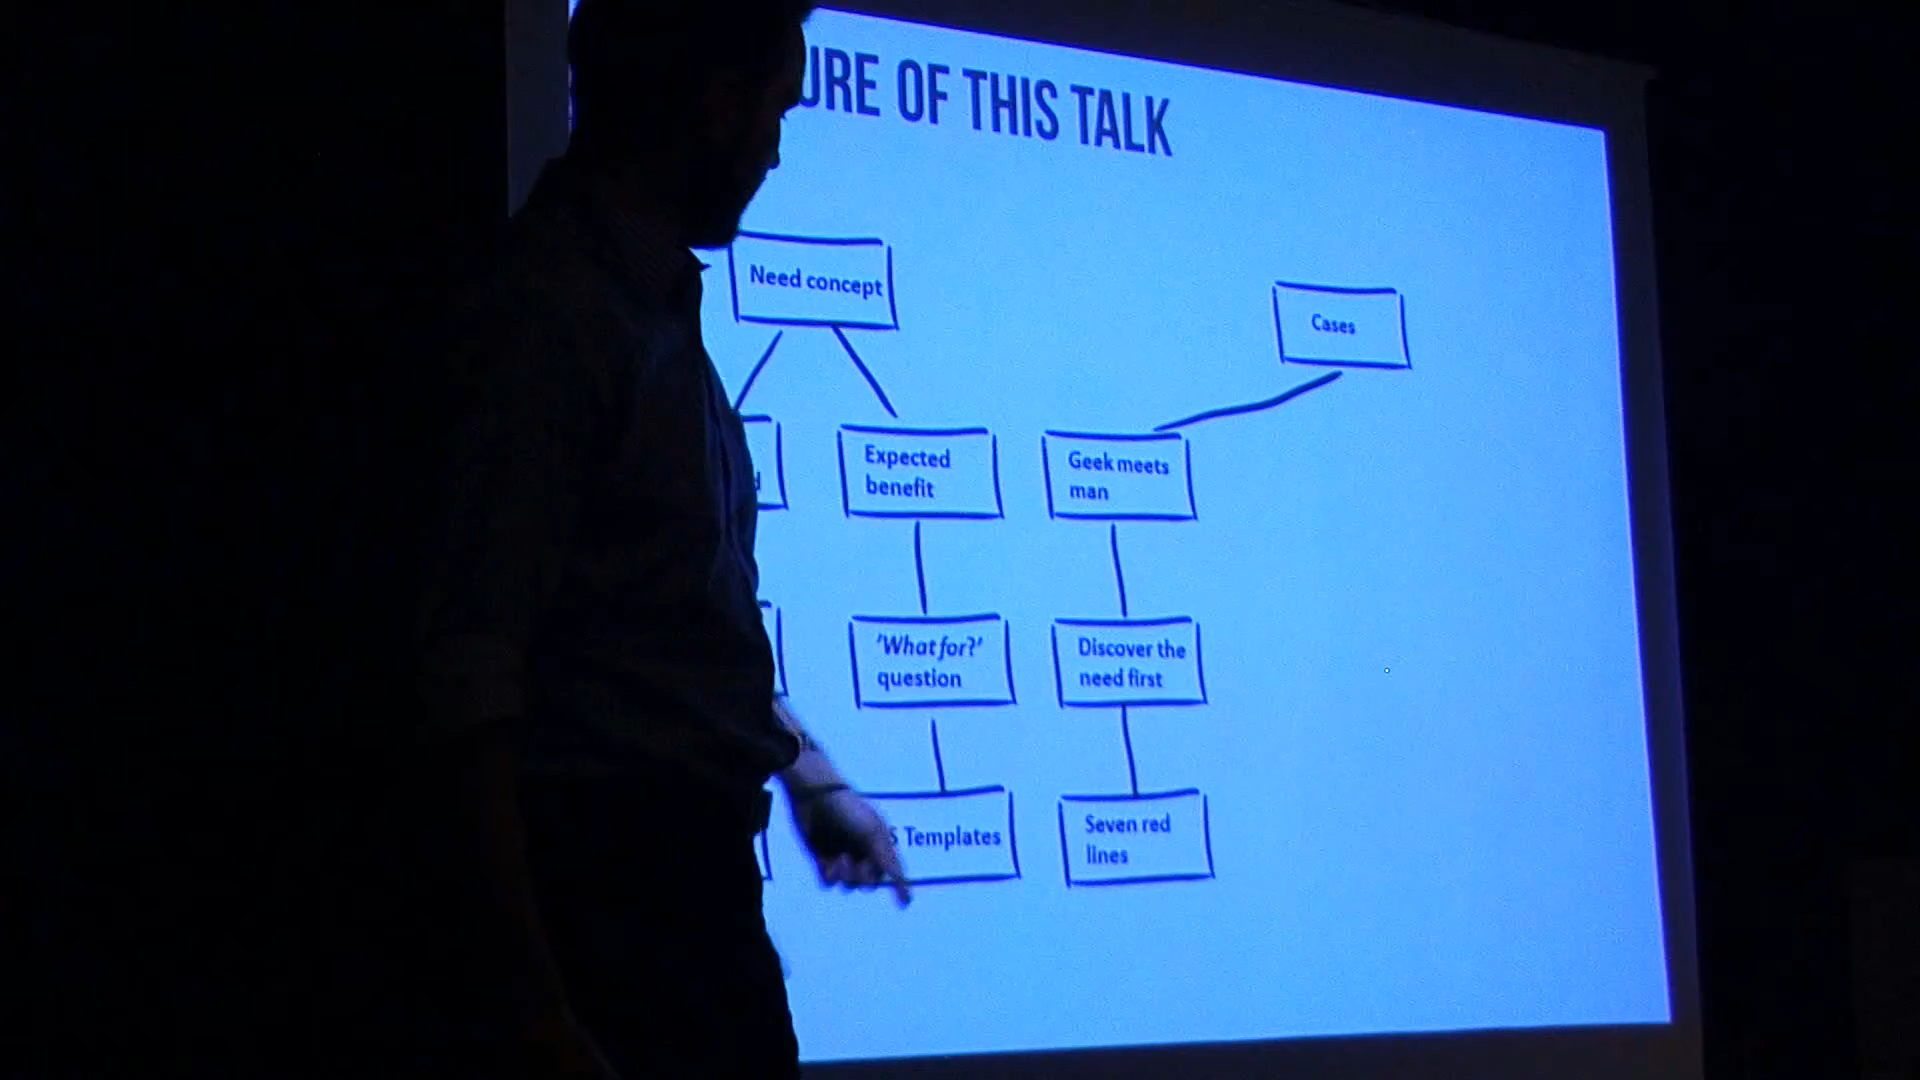 OF THIS TALK
Need concept
Cases
Expected
benefit
Geek meets
man
'What for?'
question
Discover the
need first
Templates
Seven red
lines